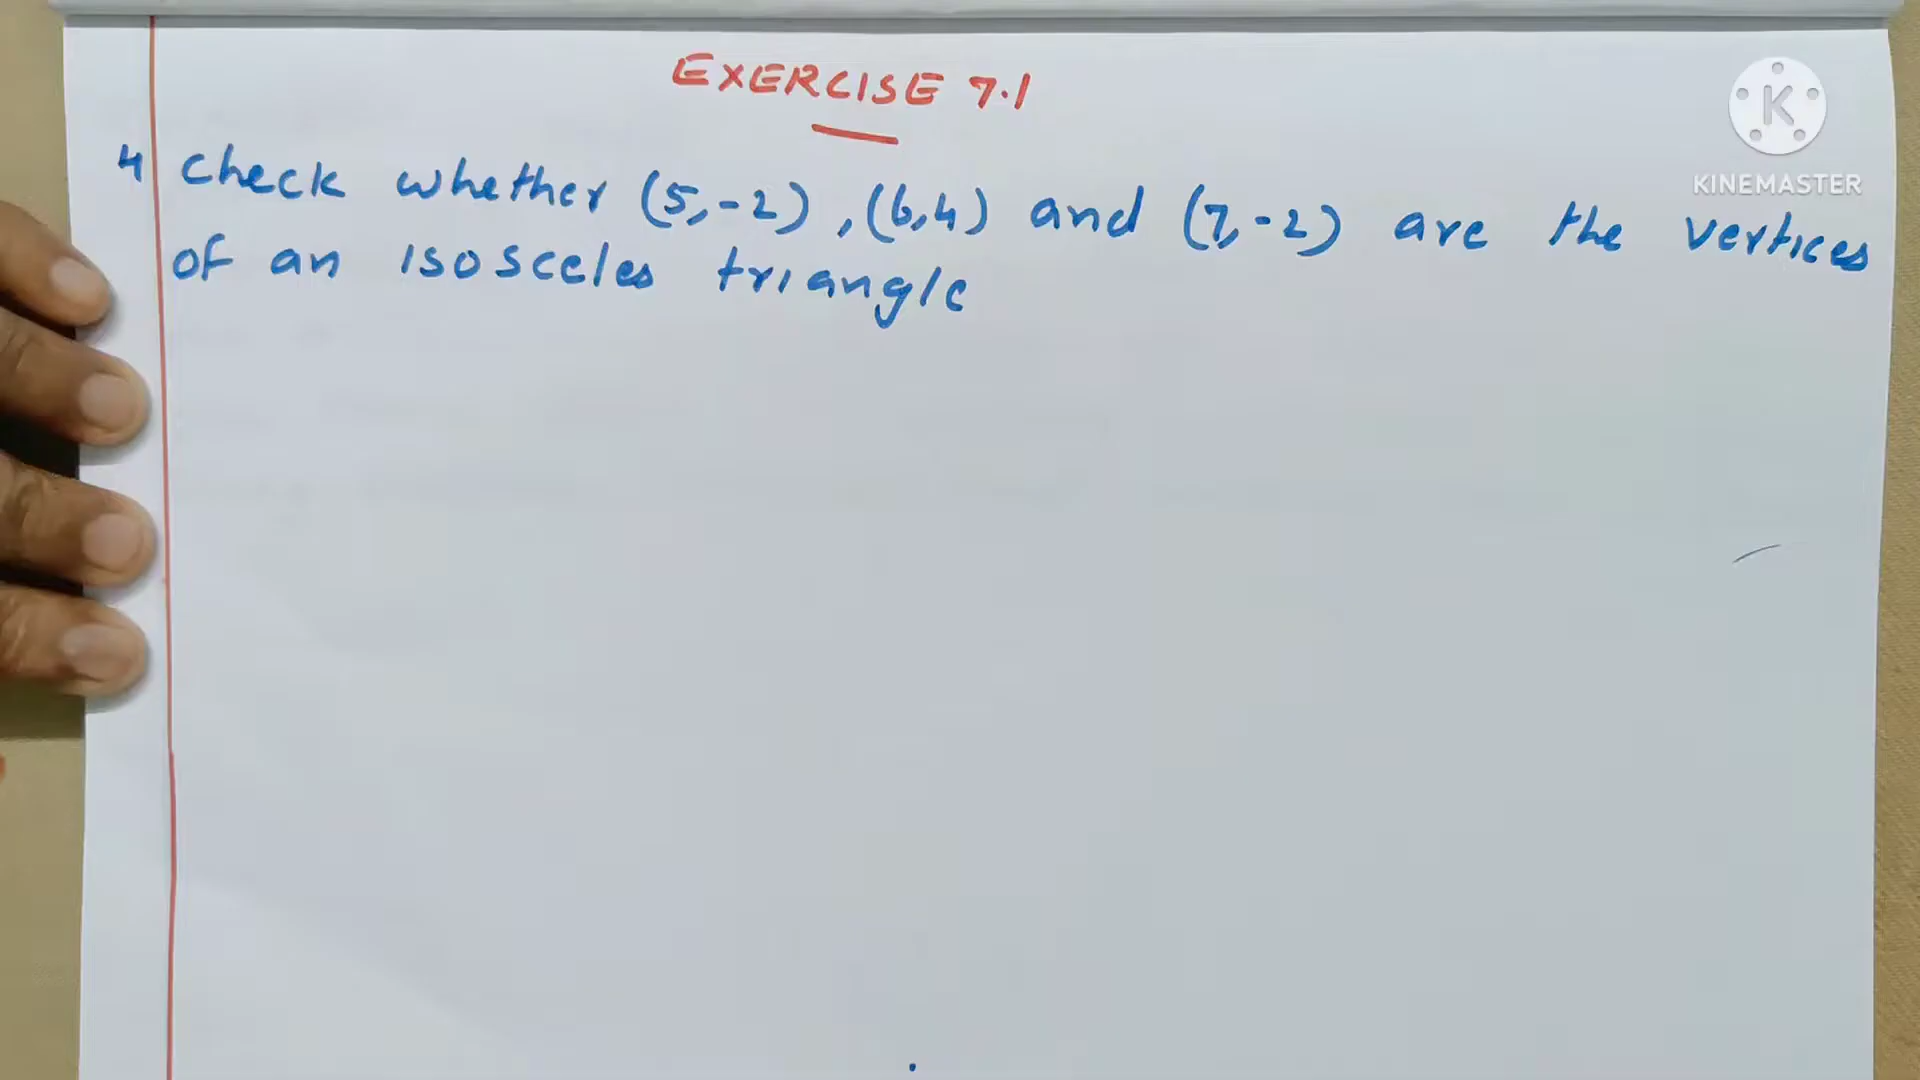 EXERCISE 7.1
K
KINEMASTER
4 check whether (5,-2), (6,4) and (7,-2) are the vertices
of an isosceles triangle